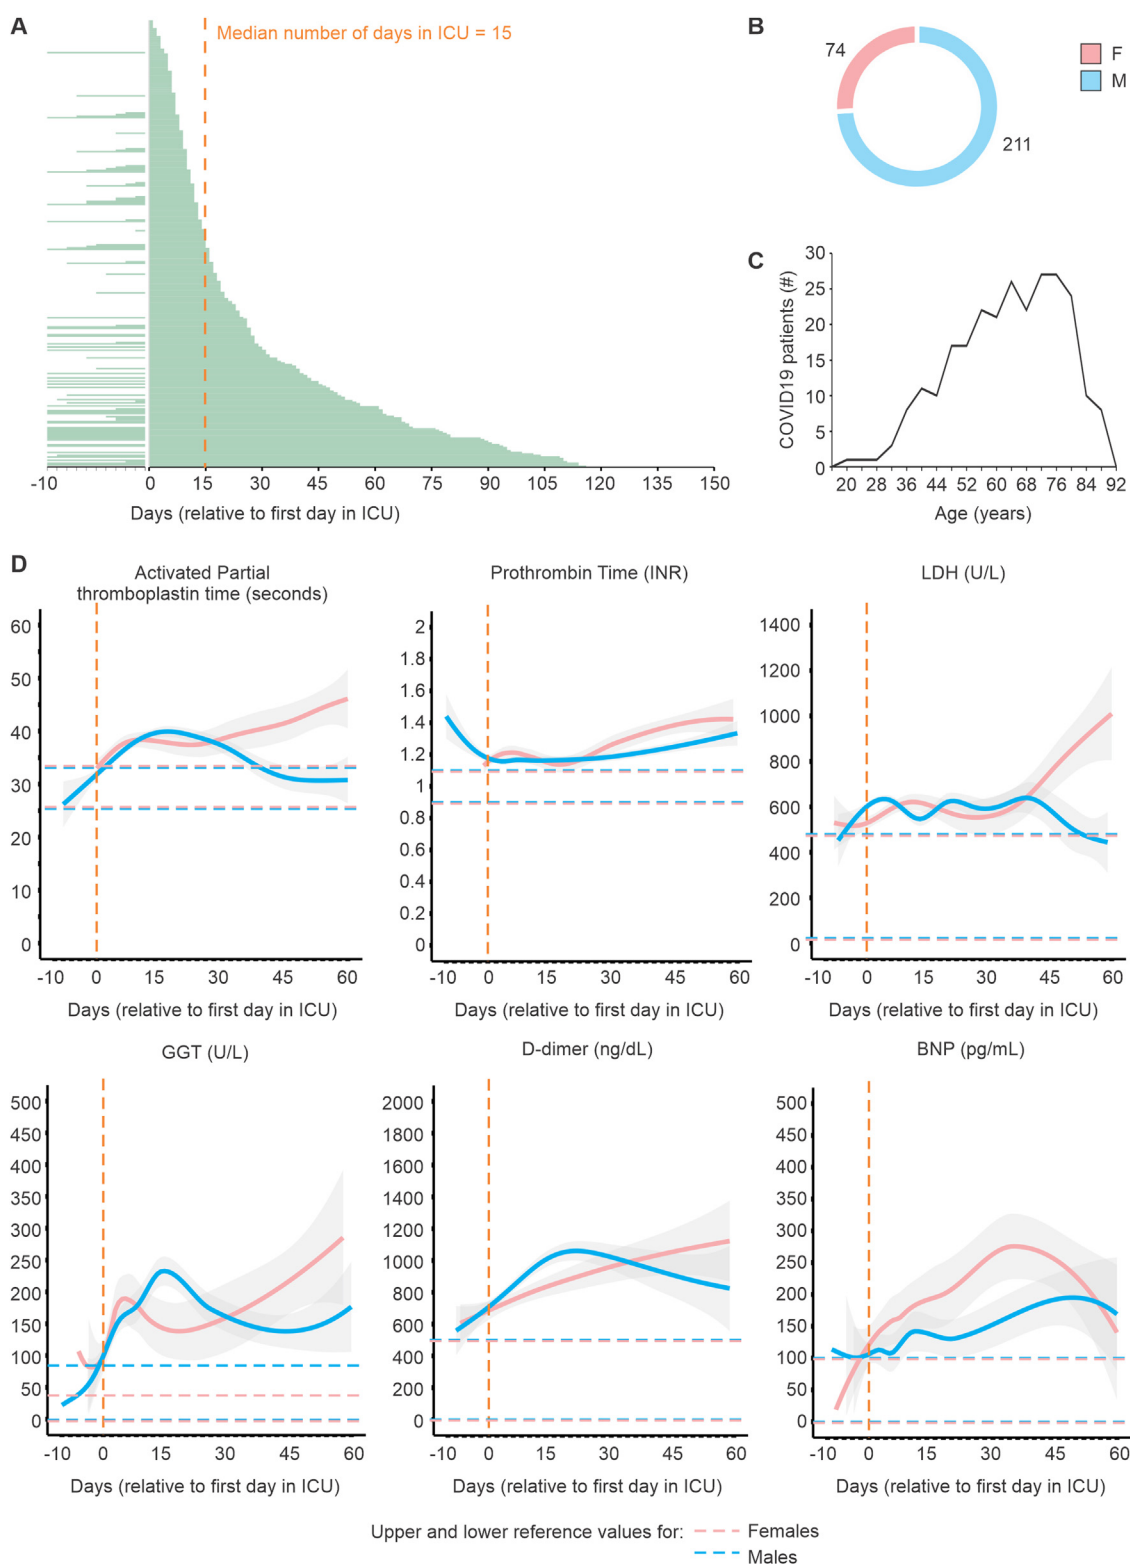 A
Median number of days in ICU = 15
-10 0 15 30 45 60 75 90 105 120 135 150
Days (relative to first day in ICU)
B
74
211
F
M
C
COVID19 patients (#)
30
25
20
15
10
5
0
20 28 36 44 52 60 68 76 84 92
Age (years)
D
Activated Partial
thromboplastin time (seconds)
60
50
40
30
20
10
0
-10 0 15 30 45 60
Days (relative to first day in ICU)
Prothrombin Time (INR)
2
1.8
1.6
1.4
1.2
1
0.8
0.6
0.4
0.2
0
-10 0 15 30 45 60
Days (relative to first day in ICU)
LDH (U/L)
1400
1200
1000
800
600
400
200
0
-10 0 15 30 45 60
Days (relative to first day in ICU)
GGT (U/L)
500
450
400
350
300
250
200
150
100
50
0
-10 0 15 30 45 60
Days (relative to first day in ICU)
D-dimer (ng/dL)
2000
1800
1600
1400
1200
1000
800
600
400
200
0
-10 0 15 30 45 60
Days (relative to first day in ICU)
BNP (pg/mL)
500
450
400
350
300
250
200
150
100
50
0
-10 0 15 30 45 60
Days (relative to first day in ICU)
Upper and lower reference values for:
Females
Males